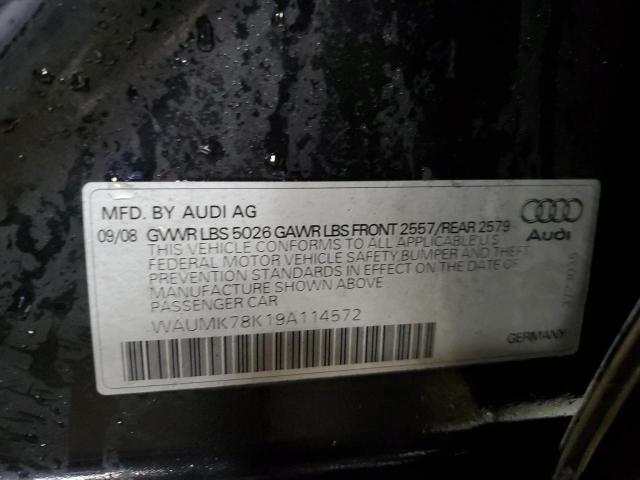 MFD. BY AUDI AG
09/08 GVWR LBS 5026 GAWR LBS FRONT 2557/REAR 2579
THIS VEHICLE CONFORMS TO ALL APPLICABLE U.S
FEDERAL MOTOR VEHICLE SAFETY, BUMPER AND THEFT
PREVENTION STANDARDS IN EFFECT ON THE DATE OF
MANUFACTURE SHOWN ABOVE
PASSENGER CAR
WAUMK78K19A114572
Audi
GERMANY